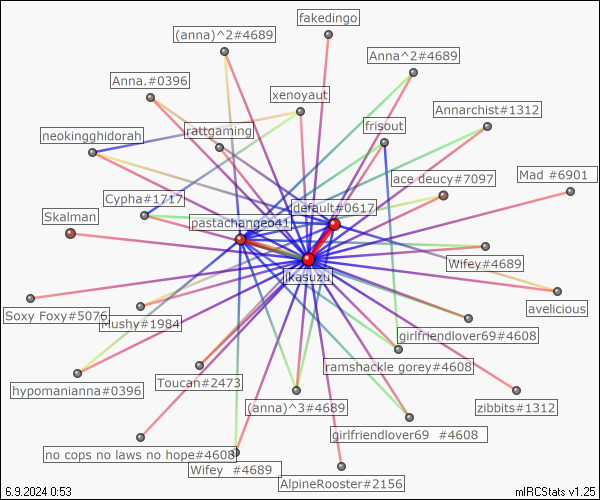 fakedingo
(anna)^2#4689
Anna^2#4689
Anna.#0396
xenoyaut
Annarchist#1312
frisout
rattgaming
neokingghidorah
ace deucy#7097
Mad #6901
Cypha#1717
default#0617
Skalman
pastachangeo41
Wifey#4689
ikasuzu
avelicious
Soxy Foxy#5076
Mushy#1984
girlfriendlover69#4608
ramshackle gorey#4608
hypomanianna#0396
Toucan#2473
(anna)^3#4689
zibbits#1312
girlfriendlover69 #4608
no cops no laws no hope#4608
Wifey #4689
AlpineRooster#2156
6.9.2024 0:53
mIRCStats v1.25